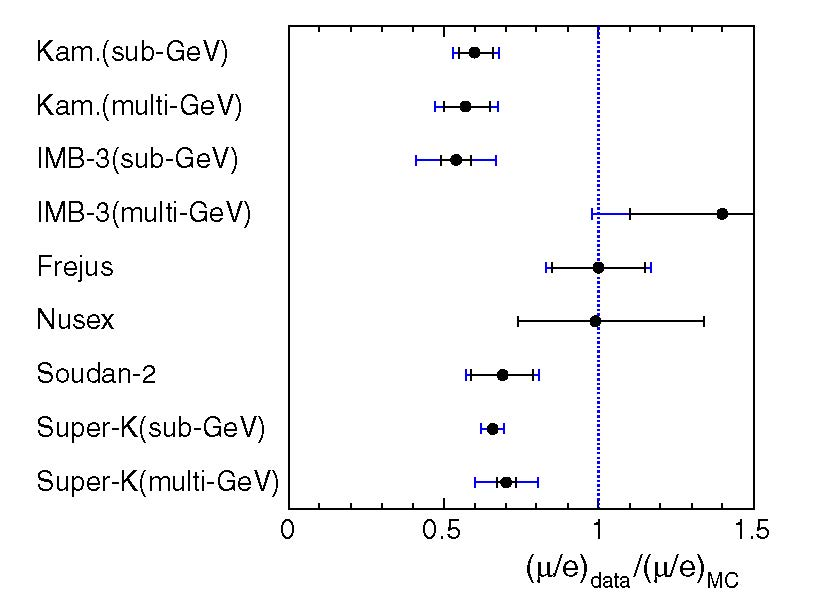 Kam.(sub-GeV)
Kam.(multi-GeV)
IMB-3(sub-GeV)
IMB-3(multi-GeV)
Frejus
Nusex
Soudan-2
Super-K(sub-GeV)
Super-K(multi-GeV)
0 0.5 1 1.5
(μ/e)data/(μ/e)MC